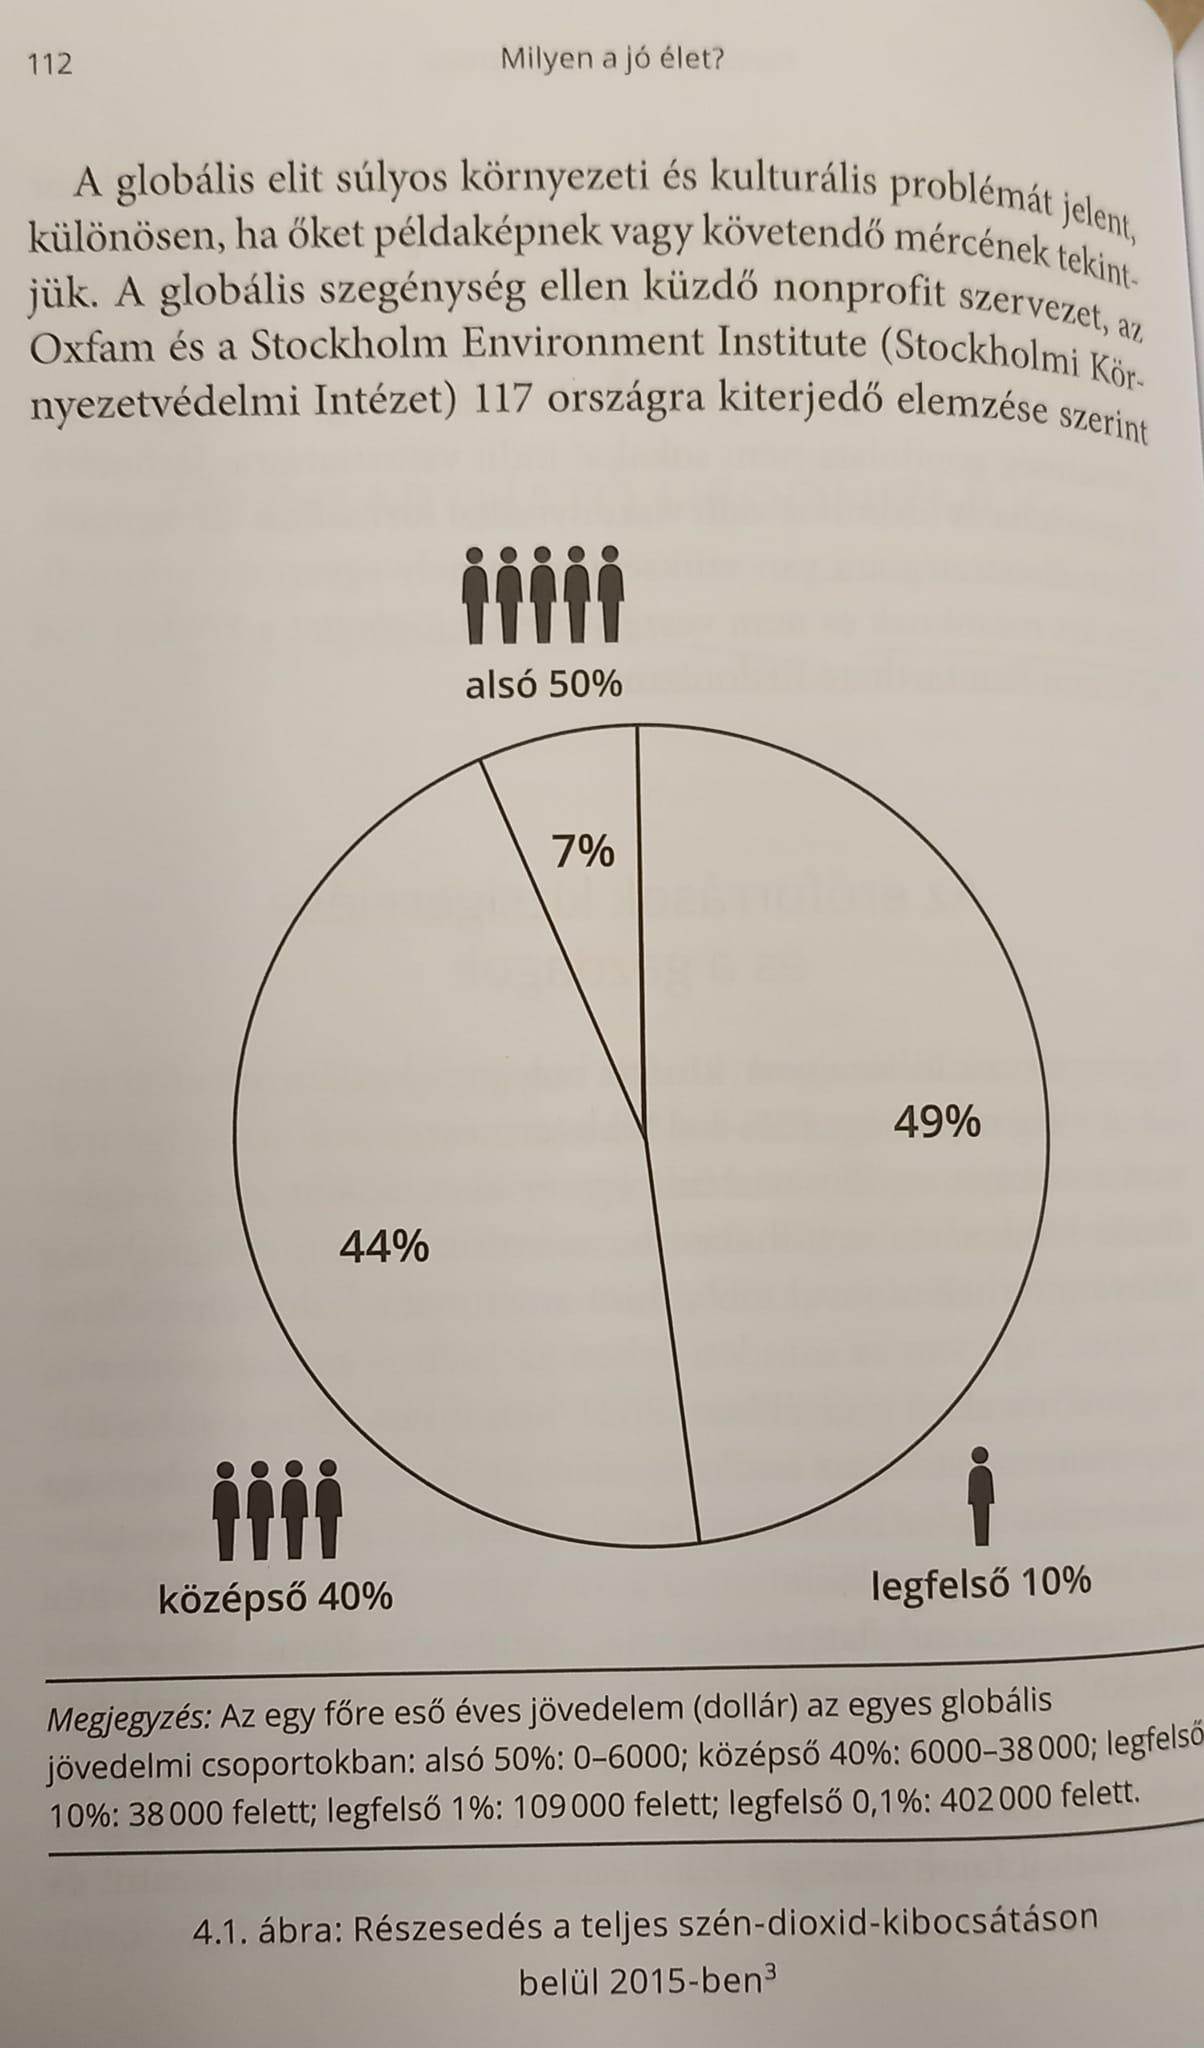 112
Milyen a jó élet?
A globális elit súlyos környezeti és kulturális problémát jelent,
különösen, ha őket példaképnek vagy követendő mércének tekint-
jük. A globális szegénység ellen küzdő nonprofit szervezet, az
Oxfam és a Stockholm Environment Institute (Stockholmi Kör-
nyezetvédelmi Intézet) 117 országra kiterjedő elemzése szerint
alsó 50%
7%
49%
44%
középső 40%
legfelső 10%
Megjegyzés: Az egy főre eső éves jövedelem (dollár) az egyes globális
jövedelmi csoportokban: alsó 50%: 0–6000; középső 40%: 6000–38 000; legfelső
10%: 38 000 felett; legfelső 1%: 109 000 felett; legfelső 0,1%: 402 000 felett.
4.1. ábra: Részesedés a teljes szén-dioxid-kibocsátáson
belül 2015-ben³